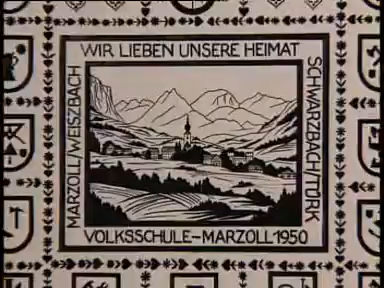 WIR LIEBEN UNSERE HEIMAT
MARZOLL/WEISZBACH
SCHWARZBACH/TÜRK
VOLKSSCHULE-MARZOLL 1950